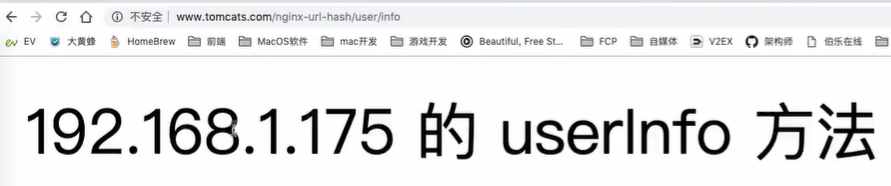 不安全 | www.tomcats.com/nginx-url-hash/user/info
EV 大黄蜂 HomeBrew 前端 MacOS软件 mac开发 游戏开发 Beautiful, Free St... FCP 自媒体 V2EX 架构师 伯乐在线
192.168.1.175 的 userInfo 方法